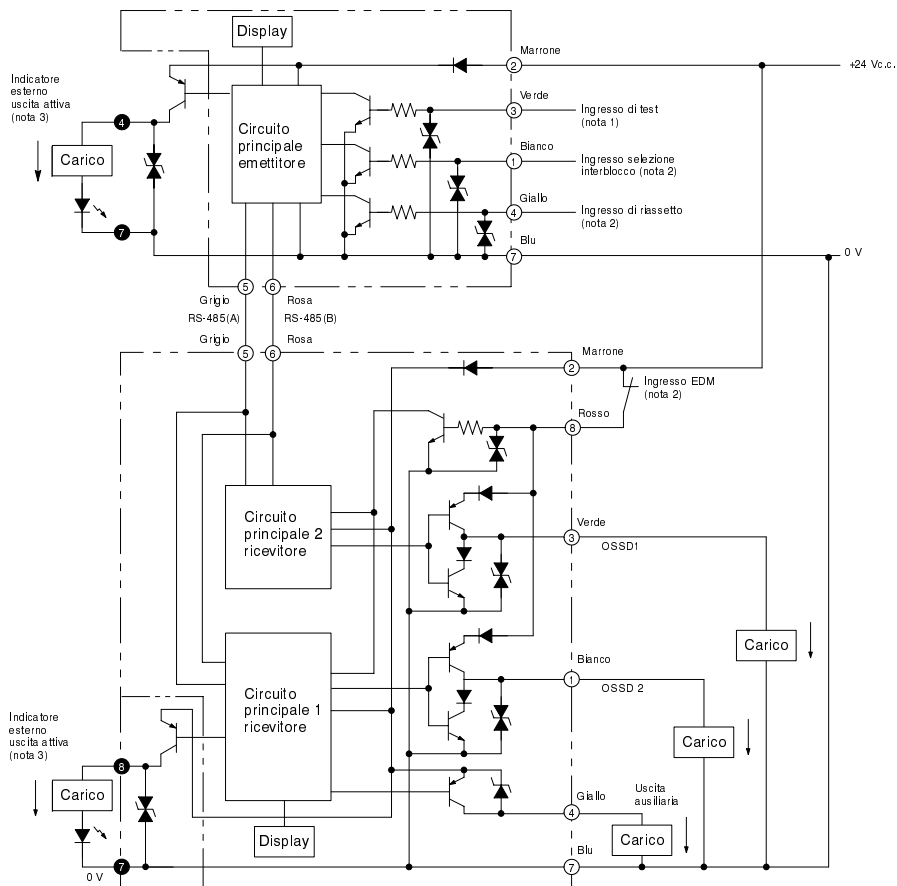 Display
Marrone
2
+24 Vc.c.
Indicatore
esterno
uscita attiva
(nota 3)
Verde
3
Ingresso di test
(nota 1)
4
Carico
Circuito
principale
emettitore
Bianco
1
Ingresso selezione
interblocco (nota 2)
Giallo
4
Ingresso di riassetto
(nota 2)
7
Blu
7
0 V
5
6
Grigio
Rosa
RS-485(A)
RS-485(B)
Grigio
Rosa
5
6
Marrone
2
Ingresso EDM
(nota 2)
Rosso
8
Circuito
principale 2
ricevitore
Verde
3
OSSD1
Carico
Circuito
principale 1
ricevitore
Bianco
1
OSSD 2
Carico
Indicatore
esterno
uscita attiva
(nota 3)
8
Carico
Giallo
4
Uscita
ausiliaria
Carico
Display
Blu
7
7
0 V